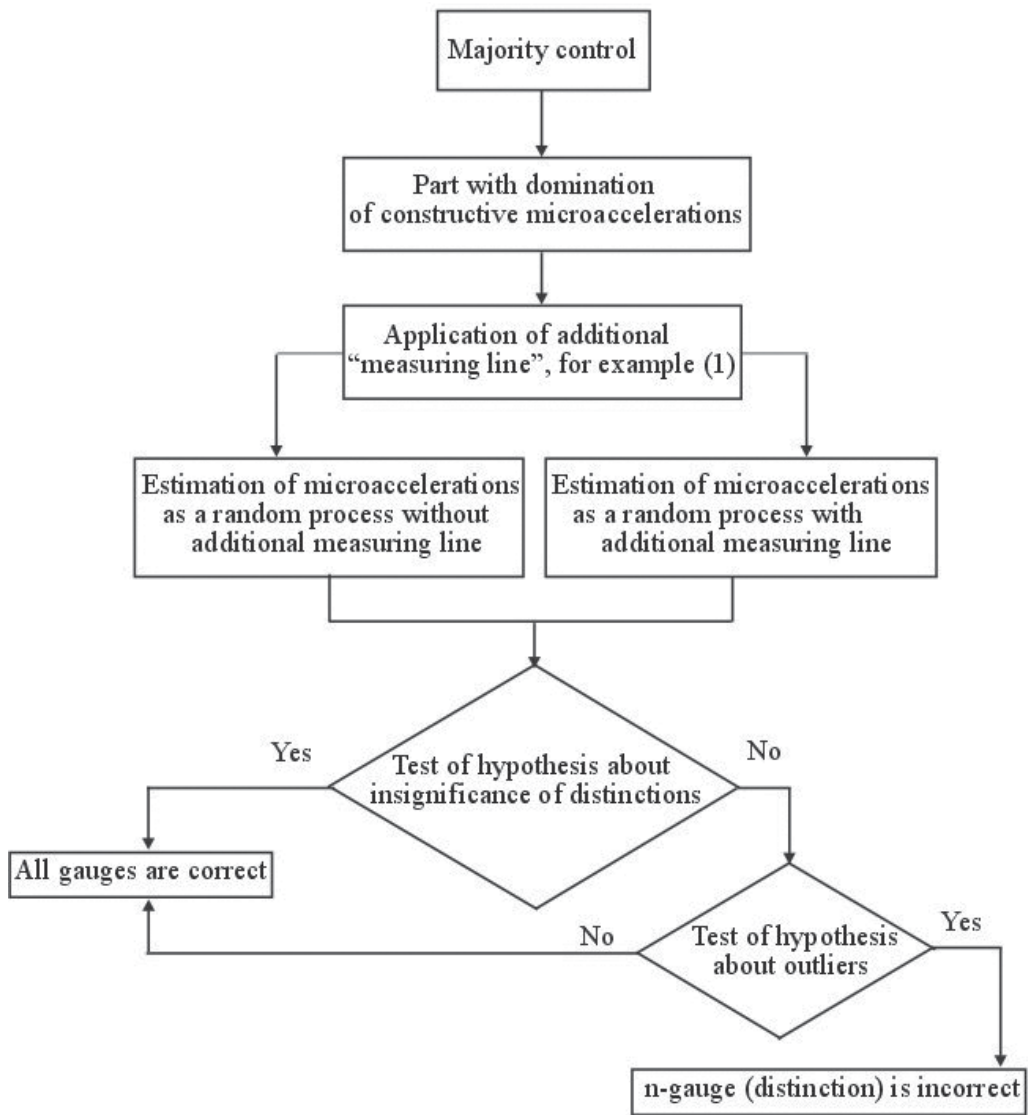 Majority control
Part with domination
of constructive microaccelerations
Application of additional
“measuring line”, for example (1)
Estimation of microaccelerations
as a random process without
additional measuring line
Estimation of microaccelerations
as a random process with
additional measuring line
Yes
No
Test of hypothesis about
insignificance of distinctions
All gauges are correct
No
Yes
Test of hypothesis
about outliers
n-gauge (distinction) is incorrect